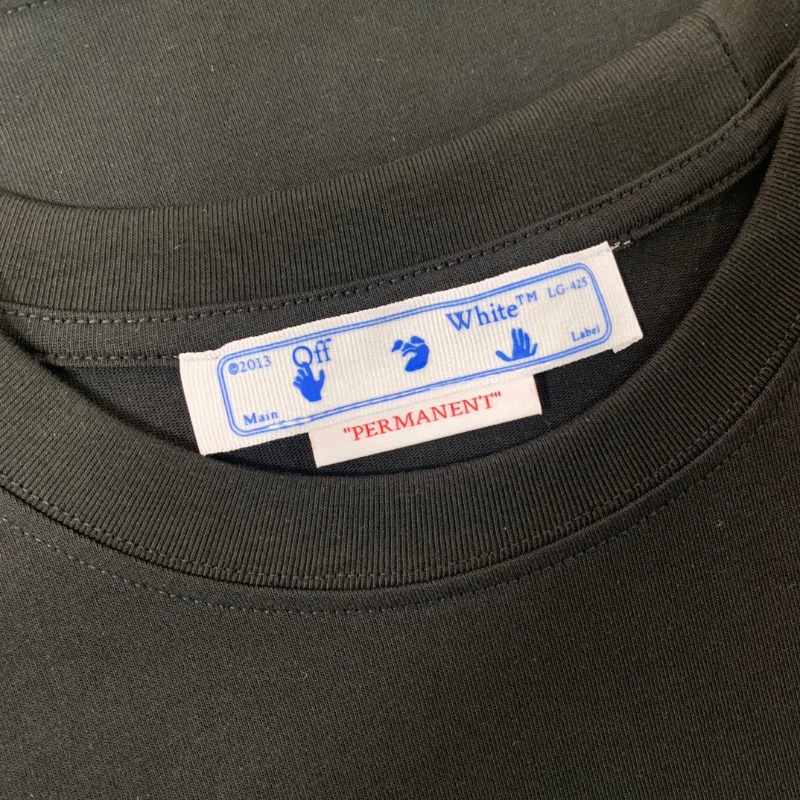 ©2013 Off White™ LG-425
Main Label
"PERMANENT"